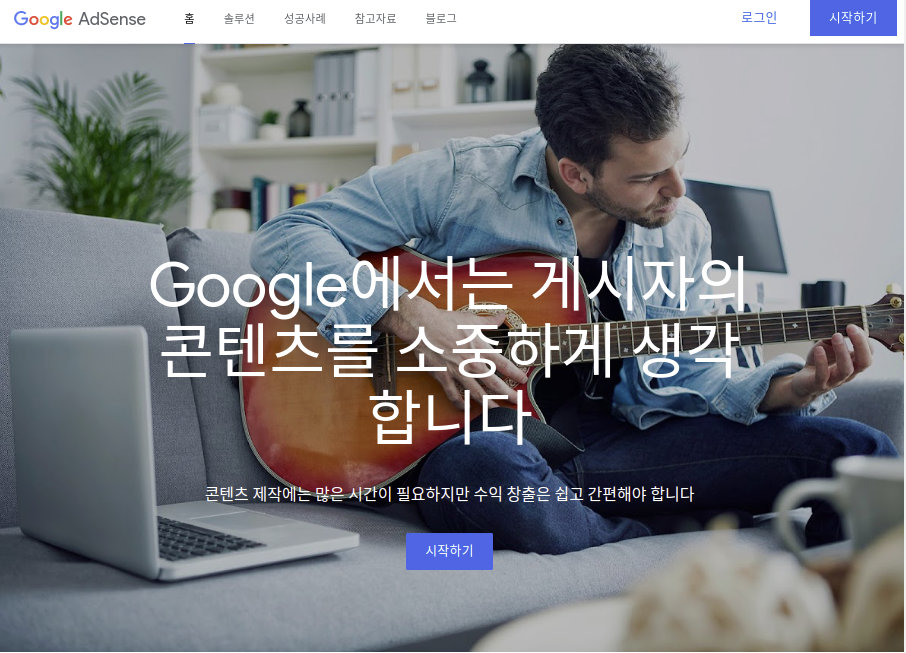 Google AdSense
홈
솔루션
성공사례
참고자료
블로그
로그인
시작하기
Google에서는 게시자의
콘텐츠를 소중하게 생각
합니다
콘텐츠 제작에는 많은 시간이 필요하지만 수익 창출은 쉽고 간편해야 합니다
시작하기